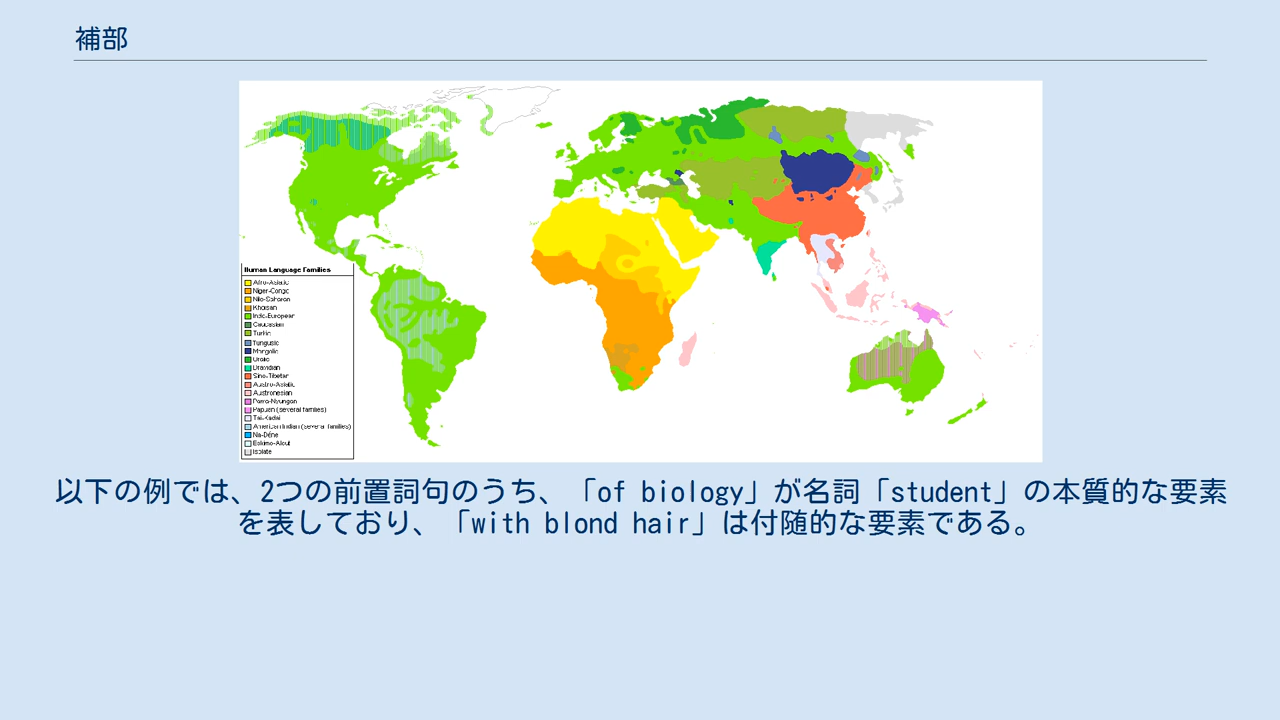 補部
Human Language Families
Afro-Asiatic
Niger-Congo
Nilo-Saharan
Khoisan
Indo-European
Caucasian
Turkic
Tungusic
Mongolic
Uralic
Dravidian
Sino-Tibetan
Austro-Asiatic
Austronesian
Pama-Nyungan
Papuan (several families)
Tai-Kadai
American Indian (several families)
Na-Dene
Eskimo-Aleut
Isolate
以下の例では、2つの前置詞句のうち、「of biology」が名詞「student」の本質的な要素
を表しており、「with blond hair」は付随的な要素である。